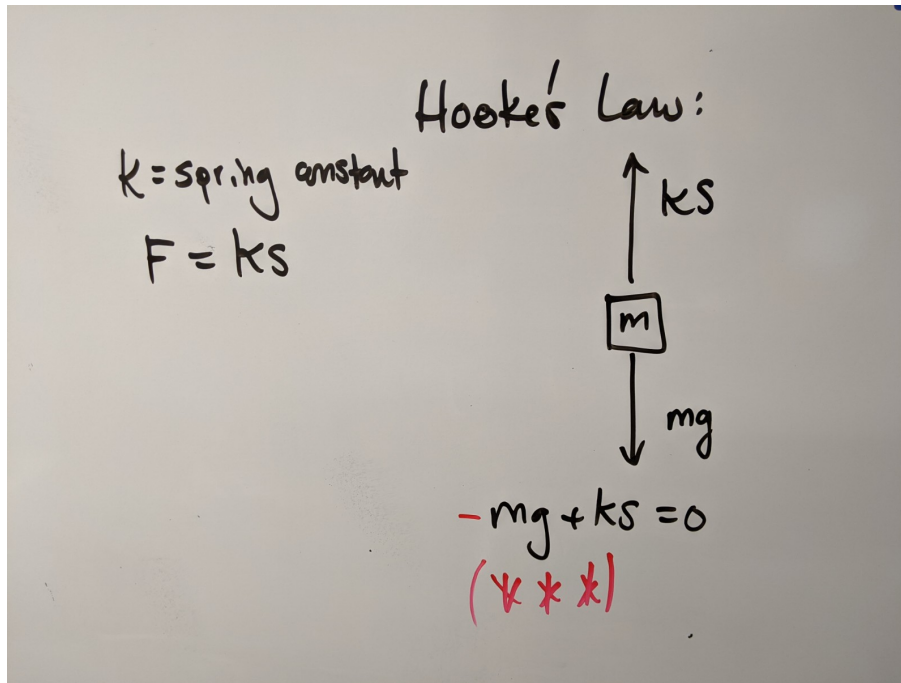 Hooke's Law:
k = spring constant
F = ks
ks
m
mg
- mg + ks = 0
(***)